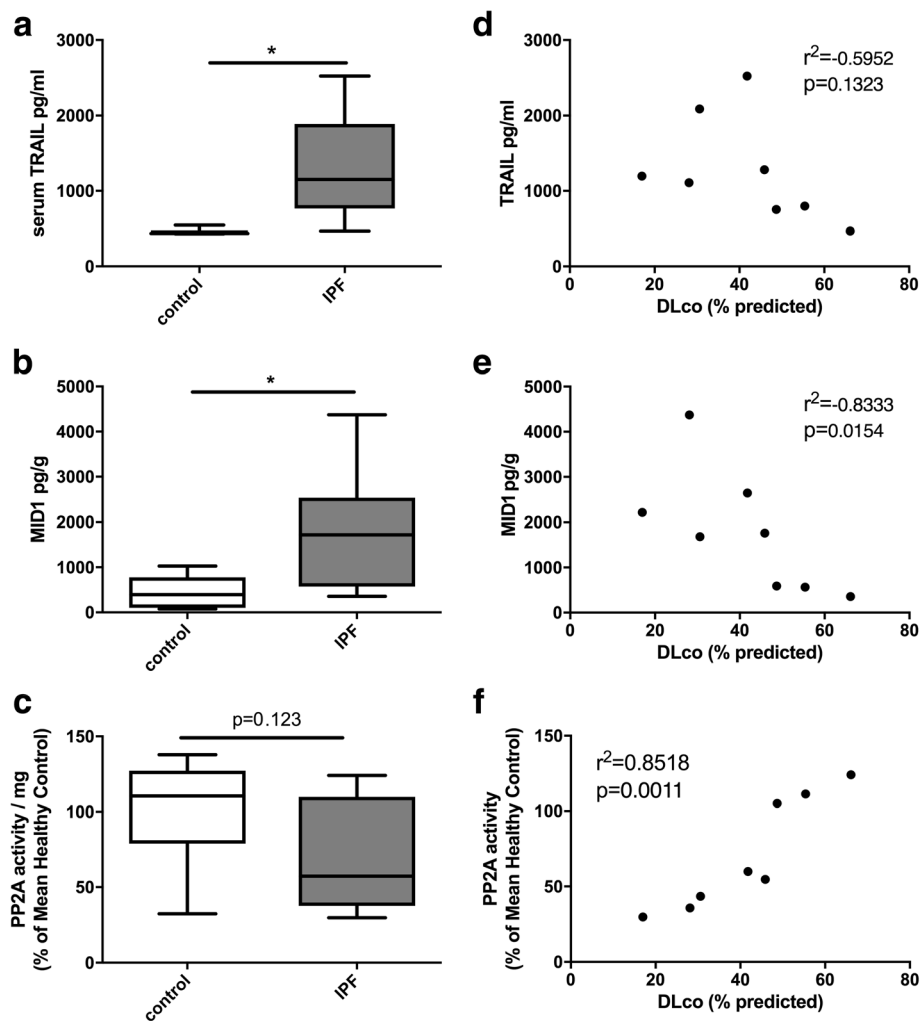 a
*
serum TRAIL pg/ml
3000
2000
1000
0
control
IPF
d
r2=-0.5952
p=0.1323
TRAIL pg/ml
3000
2000
1000
0
0
20
40
60
80
DLco (% predicted)
b
*
MID1 pg/g
5000
4000
3000
2000
1000
0
control
IPF
e
r2=-0.8333
p=0.0154
MID1 pg/g
5000
4000
3000
2000
1000
0
0
20
40
60
80
DLco (% predicted)
c
p=0.123
PP2A activity / mg
(% of Mean Healthy Control)
150
100
50
0
control
IPF
f
r2=0.8518
p=0.0011
PP2A activity
(% of Mean Healthy Control)
150
100
50
0
0
20
40
60
80
DLco (% predicted)